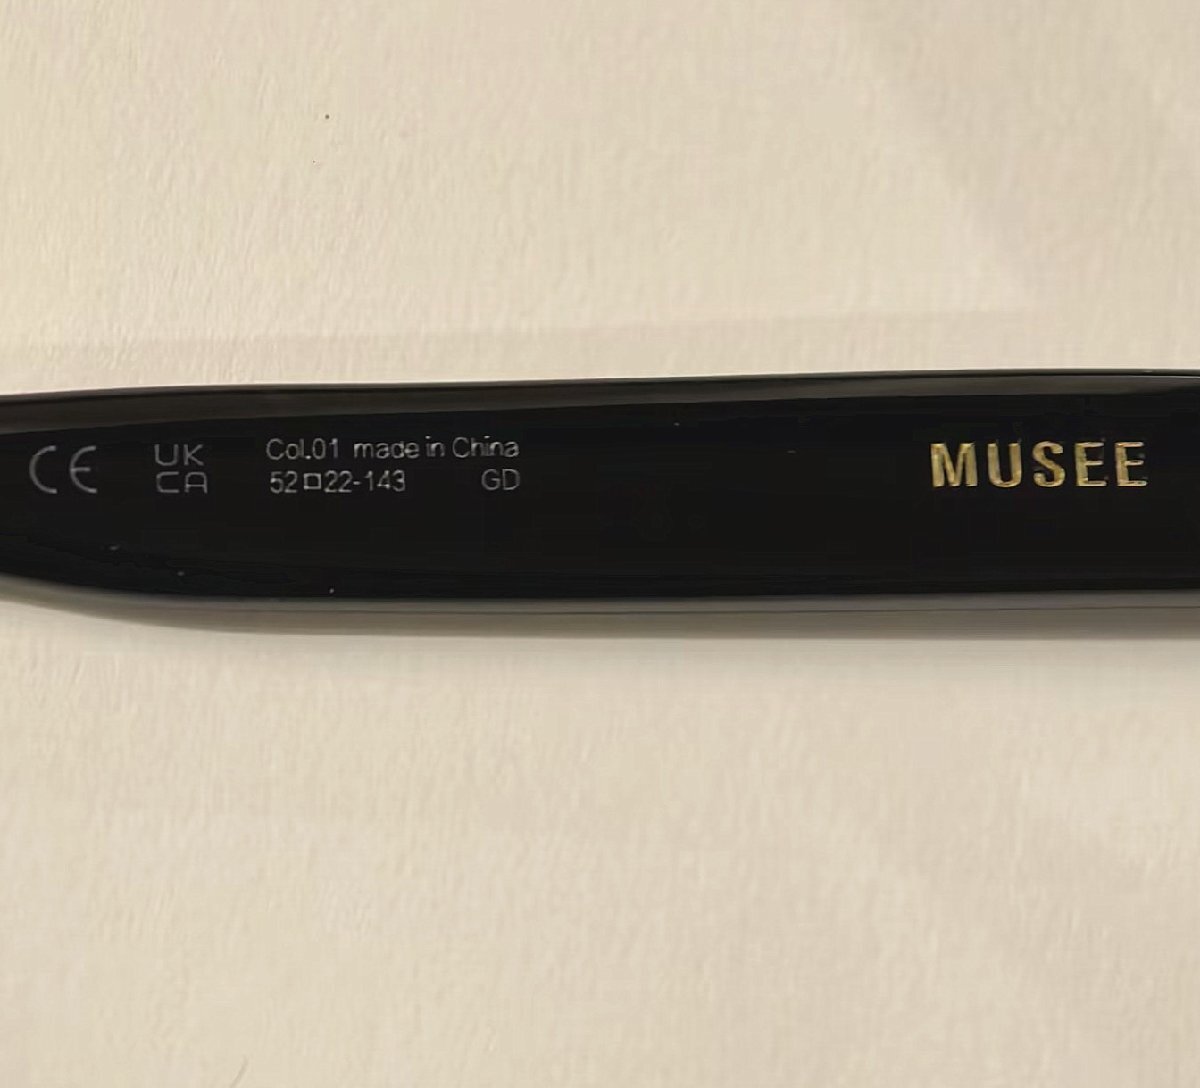 CE
UK
CA
Col.01 made in China
52□22-143 GD
MUSEE